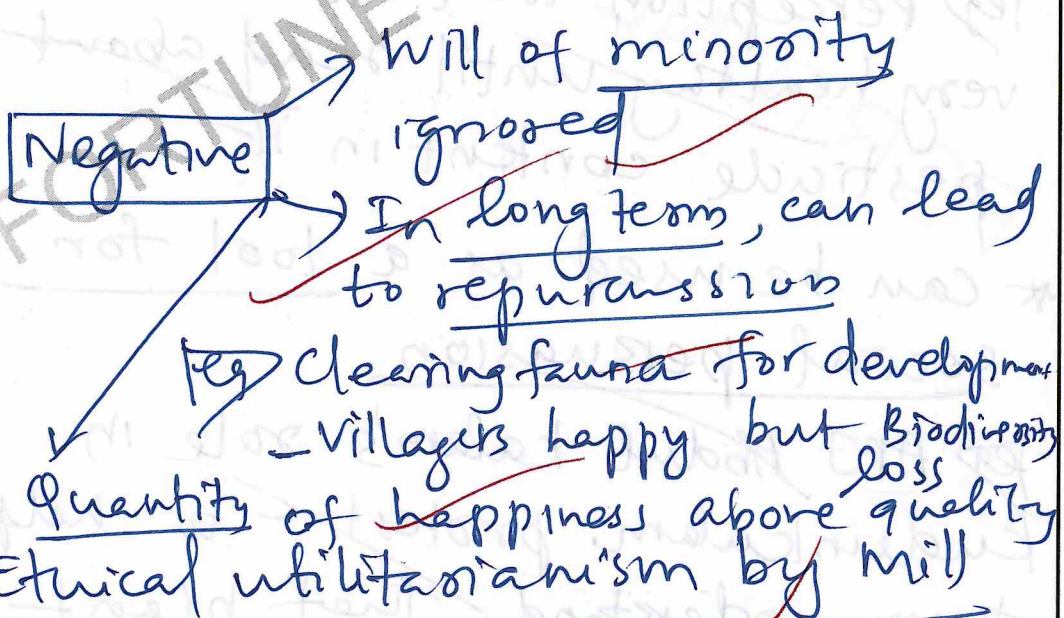 FORTUNE
Will of minority
ignored
Negative
In long term, can lead
to repurcussion
eg Clearing fauna for development
- Villagers happy but Biodiversity
loss
Quantity of happiness above quality
Ethical utilitarianism by Mill